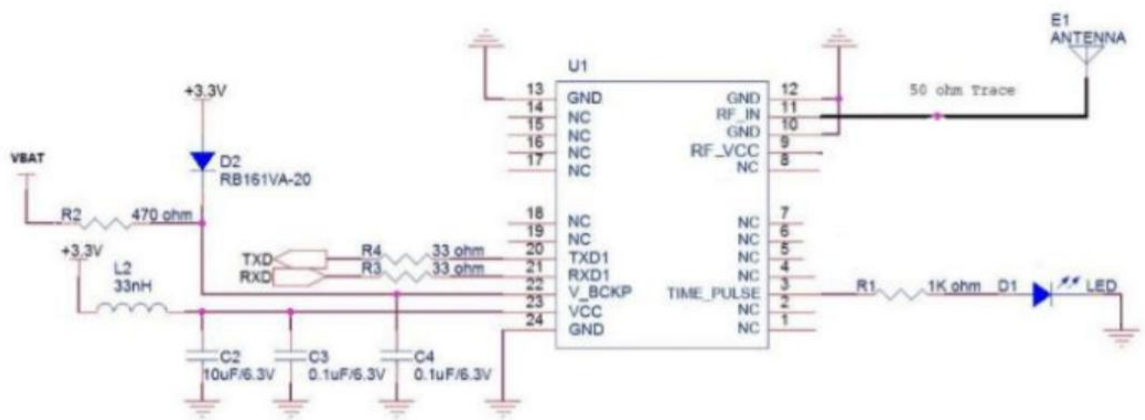 E1
ANTENNA
U1
50 ohm Trace
13 GND
14 NC
15 NC
16 NC
17 NC
18 NC
19 NC
20 TXD1
21 RXD1
22 V_BCKP
23 VCC
24 GND
GND 12
RF_IN 11
GND 10
RF_VCC 9
NC 8
NC 7
NC 6
NC 5
NC 4
TIME_PULSE 3
NC 2
NC 1
+3.3V
VBAT
D2
RB161VA-20
R2 470 ohm
+3.3V
L2
33nH
TXD R4 33 ohm
RXD R3 33 ohm
R1 1K ohm D1 LED
C2
10uF/6.3V
C3
0.1uF/6.3V
C4
0.1uF/6.3V